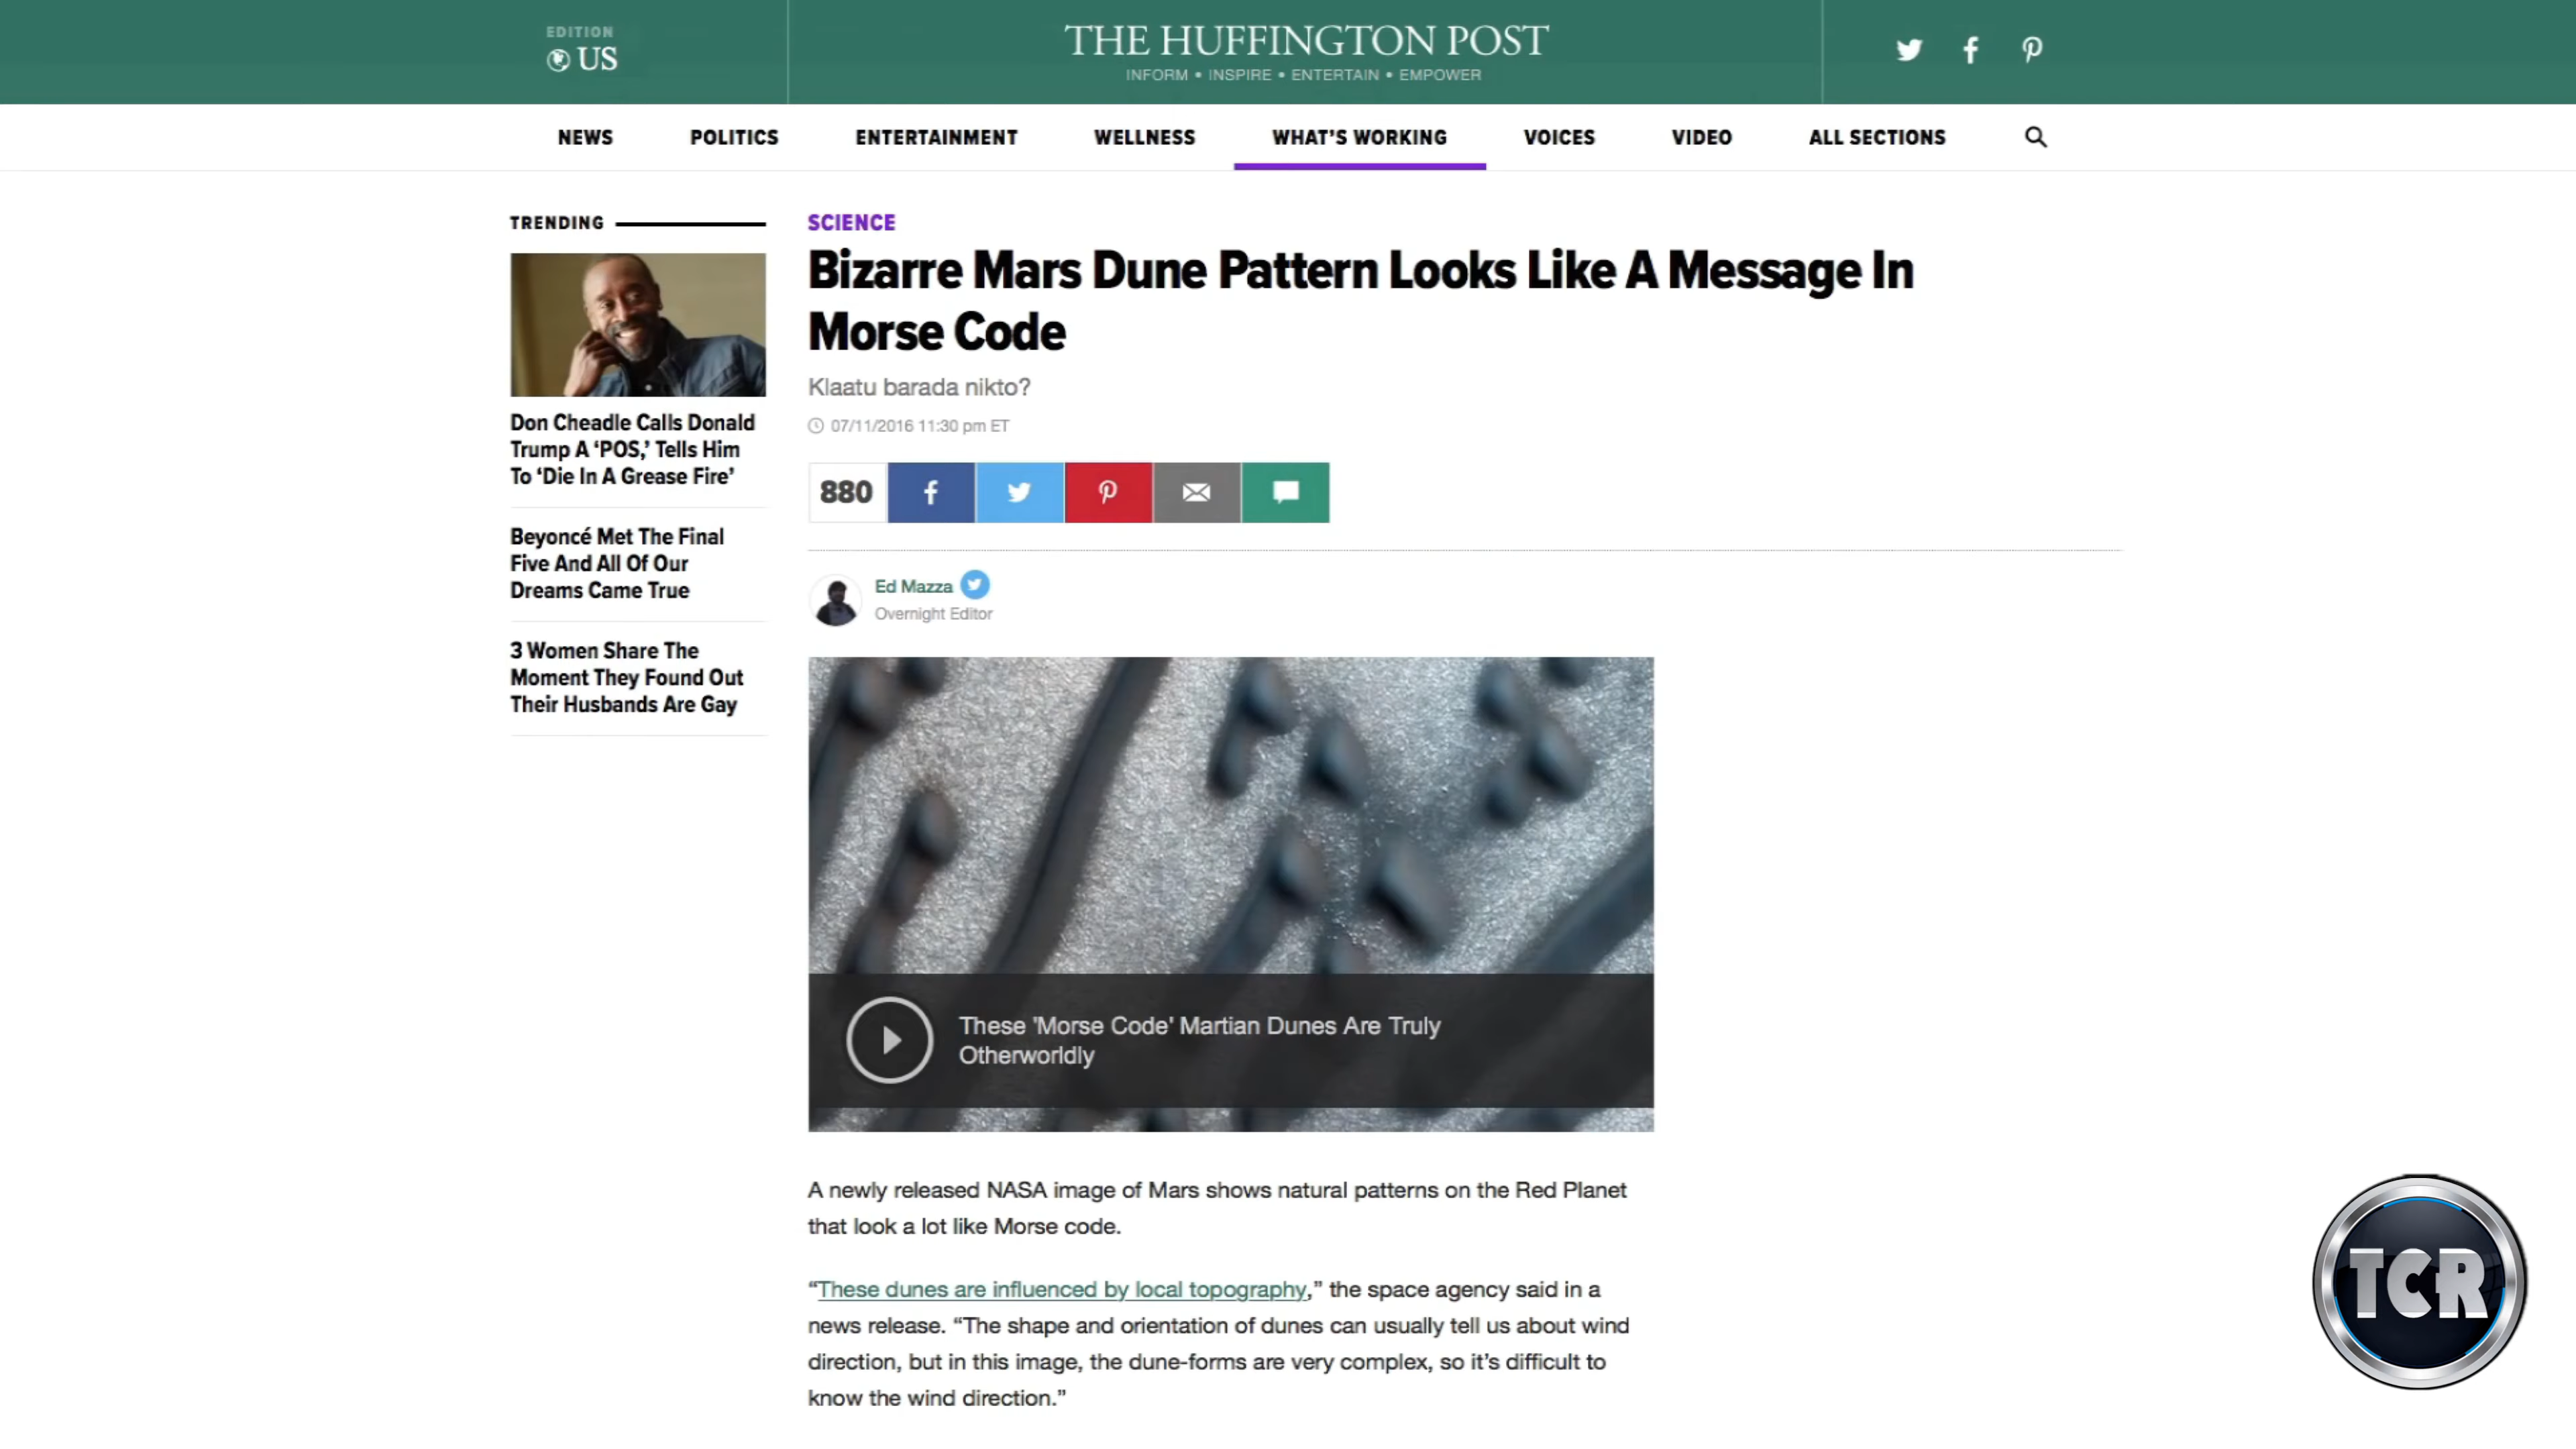 EDITION
US
THE HUFFINGTON POST
INFORM • INSPIRE • ENTERTAIN • EMPOWER
NEWS
POLITICS
ENTERTAINMENT
WELLNESS
WHAT'S WORKING
VOICES
VIDEO
ALL SECTIONS
TRENDING
Don Cheadle Calls Donald
Trump A ‘POS,’ Tells Him
To ‘Die In A Grease Fire’
Beyoncé Met The Final
Five And All Of Our
Dreams Came True
3 Women Share The
Moment They Found Out
Their Husbands Are Gay
SCIENCE
Bizarre Mars Dune Pattern Looks Like A Message In
Morse Code
Klaatu barada nikto?
07/11/2016 11:30 pm ET
880
Ed Mazza
Overnight Editor
These 'Morse Code' Martian Dunes Are Truly
Otherworldly
A newly released NASA image of Mars shows natural patterns on the Red Planet
that look a lot like Morse code.
“These dunes are influenced by local topography,” the space agency said in a
news release. “The shape and orientation of dunes can usually tell us about wind
direction, but in this image, the dune-forms are very complex, so it’s difficult to
know the wind direction.”
TCR